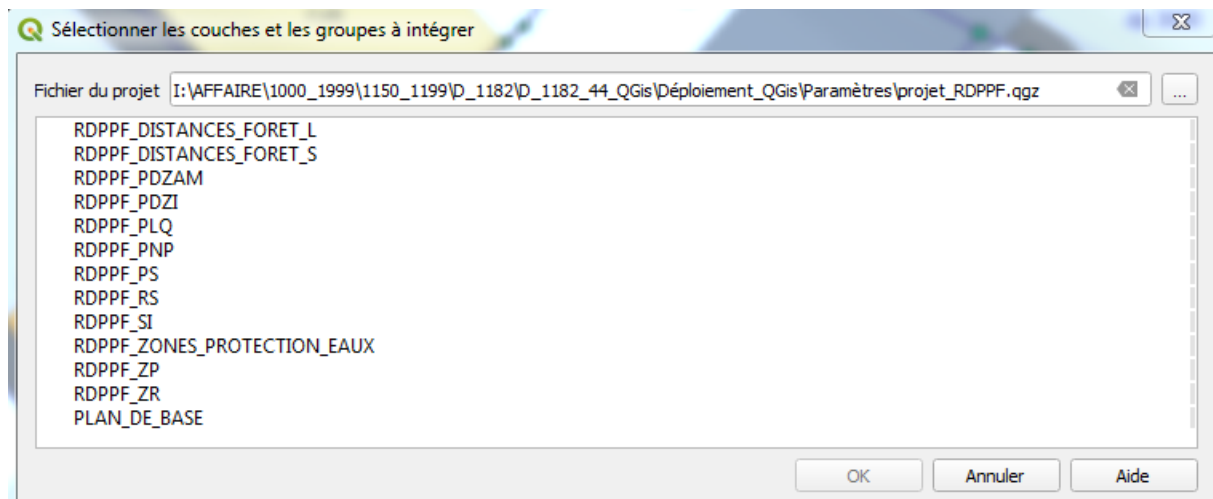 Sélectionner les couches et les groupes à intégrer
Fichier du projet I:\AFFAIRE\1000_1999\1150_1199\D_1182\D_1182_44_QGis\Déploiement_QGis\Paramètres\projet_RDPPF.qgz ...
RDPPF_DISTANCES_FORET_L
RDPPF_DISTANCES_FORET_S
RDPPF_PDZAM
RDPPF_PDZI
RDPPF_PLQ
RDPPF_PNP
RDPPF_PS
RDPPF_RS
RDPPF_SI
RDPPF_ZONES_PROTECTION_EAUX
RDPPF_ZP
RDPPF_ZR
PLAN_DE_BASE
OK Annuler Aide